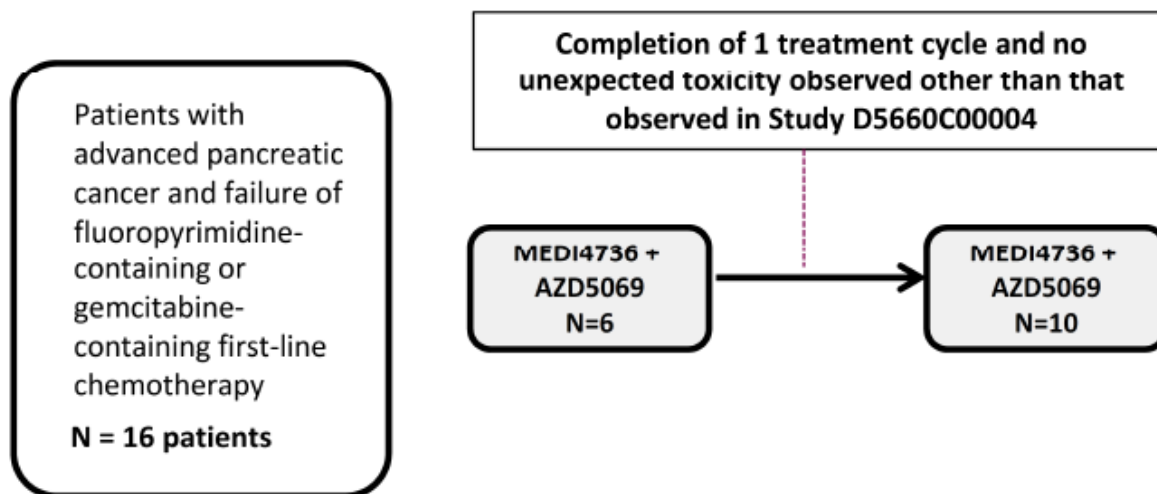 Patients with
advanced pancreatic
cancer and failure of
fluoropyrimidine-
containing or
gemcitabine-
containing first-line
chemotherapy
N = 16 patients
Completion of 1 treatment cycle and no
unexpected toxicity observed other than that
observed in Study D5660C00004
MEDI4736 +
AZD5069
N=6
MEDI4736 +
AZD5069
N=10